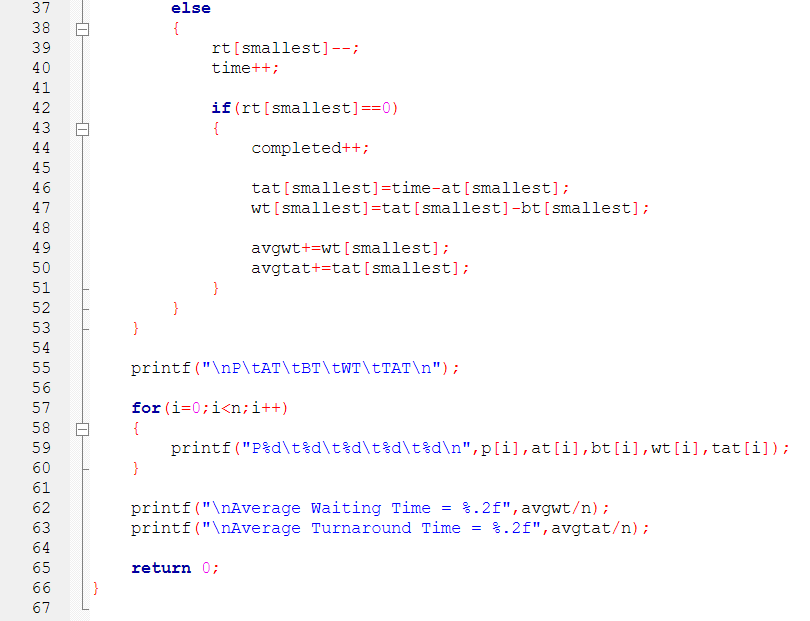 37 else
38 {
39 rt[smallest]--;
40 time++;
41
42 if(rt[smallest]==0)
43 {
44 completed++;
45
46 tat[smallest]=time-at[smallest];
47 wt[smallest]=tat[smallest]-bt[smallest];
48
49 avgwt+=wt[smallest];
50 avgtat+=tat[smallest];
51 }
52 }
53 }
54
55 printf("\nP\tAT\tBT\tWT\tTAT\n");
56
57 for(i=0;i<n;i++)
58 {
59 printf("P%d\t%d\t%d\t%d\t%d\n",p[i],at[i],bt[i],wt[i],tat[i]);
60 }
61
62 printf("\nAverage Waiting Time = %.2f",avgwt/n);
63 printf("\nAverage Turnaround Time = %.2f",avgtat/n);
64
65 return 0;
66 }
67